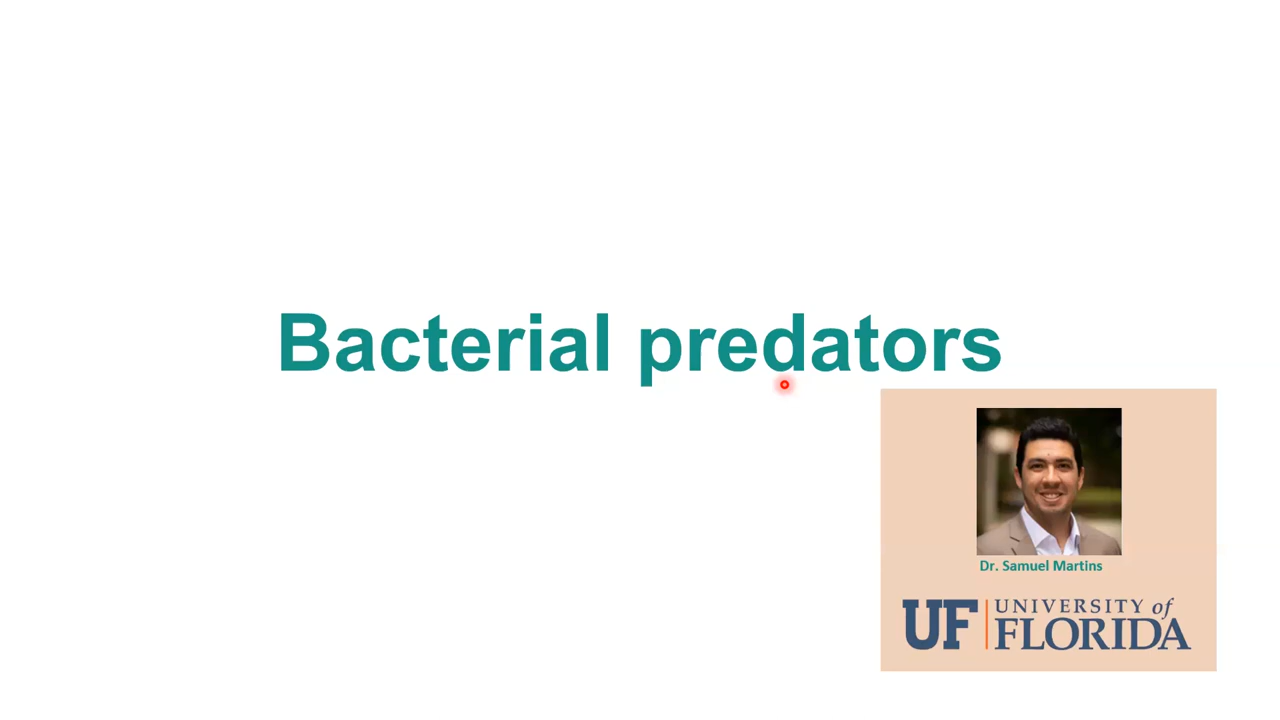 Bacterial predators
Dr. Samuel Martins
UF UNIVERSITY of
FLORIDA